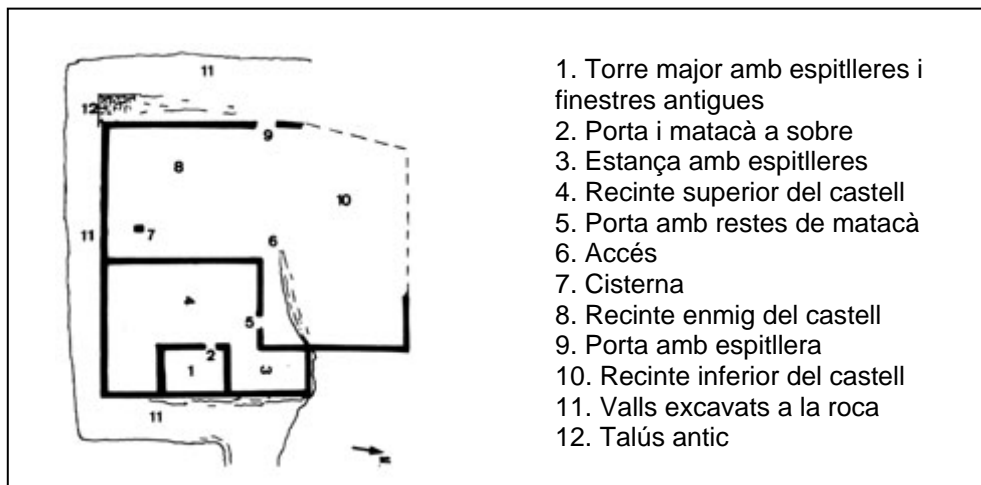 11
12
9
8
10
11
7
6
4
5
2
1
3
11
N
1. Torre major amb espitlleres i
finestres antigues
2. Porta i matacà a sobre
3. Estança amb espitlleres
4. Recinte superior del castell
5. Porta amb restes de matacà
6. Accés
7. Cisterna
8. Recinte enmig del castell
9. Porta amb espitllera
10. Recinte inferior del castell
11. Valls excavats a la roca
12. Talús antic